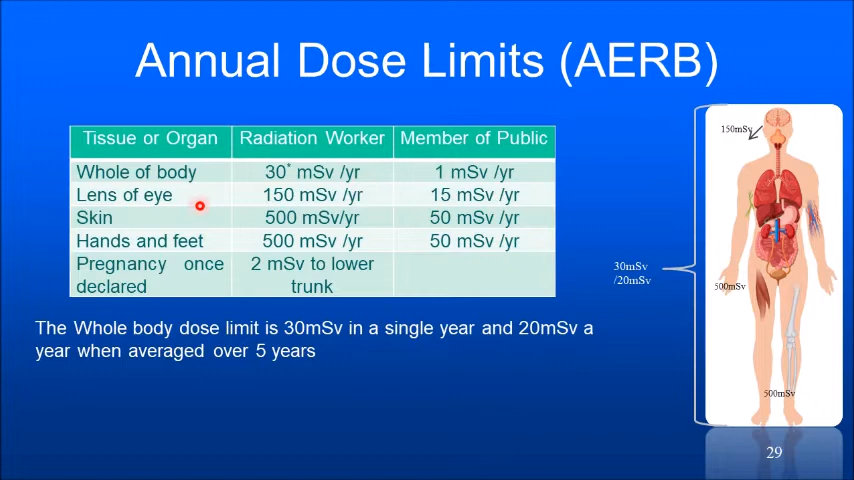 Annual Dose Limits (AERB)
Tissue or Organ Radiation Worker Member of Public
Whole of body 30* mSv /yr 1 mSv /yr
Lens of eye 150 mSv /yr 15 mSv /yr
Skin 500 mSv/yr 50 mSv /yr
Hands and feet 500 mSv /yr 50 mSv /yr
Pregnancy once 2 mSv to lower
declared trunk
The Whole body dose limit is 30mSv in a single year and 20mSv a
year when averaged over 5 years
150mSv
30mSv
/20mSv
500mSv
500mSv
29